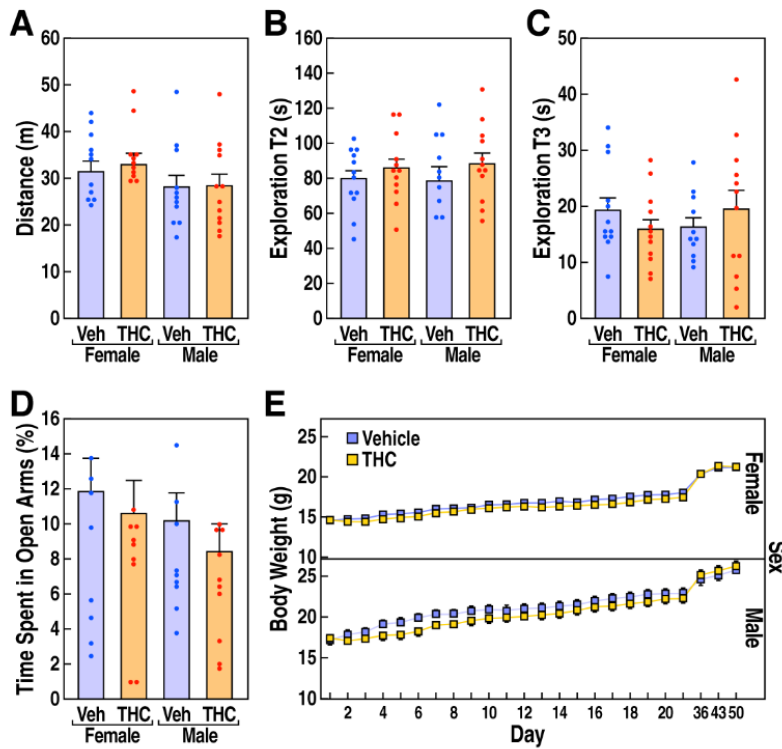 A
Distance (m)
60
50
40
30
20
10
0
Veh THC Veh THC
Female Male
B
Exploration T2 (s)
160
140
120
100
80
60
40
20
0
Veh THC Veh THC
Female Male
C
Exploration T3 (s)
50
40
30
20
10
0
Veh THC Veh THC
Female Male
D
Time Spent in Open Arms (%)
16
14
12
10
8
6
4
2
0
Veh THC Veh THC
Female Male
E
Body Weight (g)
Vehicle
THC
25
20
15
10
Female
25
20
15
10
Male
Sex
2 4 6 8 10 12 14 16 18 20 36 43 50
Day